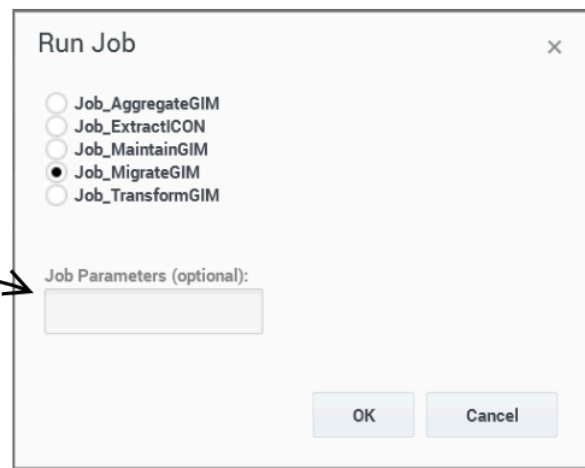 Run Job
×
Job_AggregateGIM
Job_ExtractICON
Job_MaintainGIM
Job_MigrateGIM
Job_TransformGIM
Job Parameters (optional):
OK Cancel